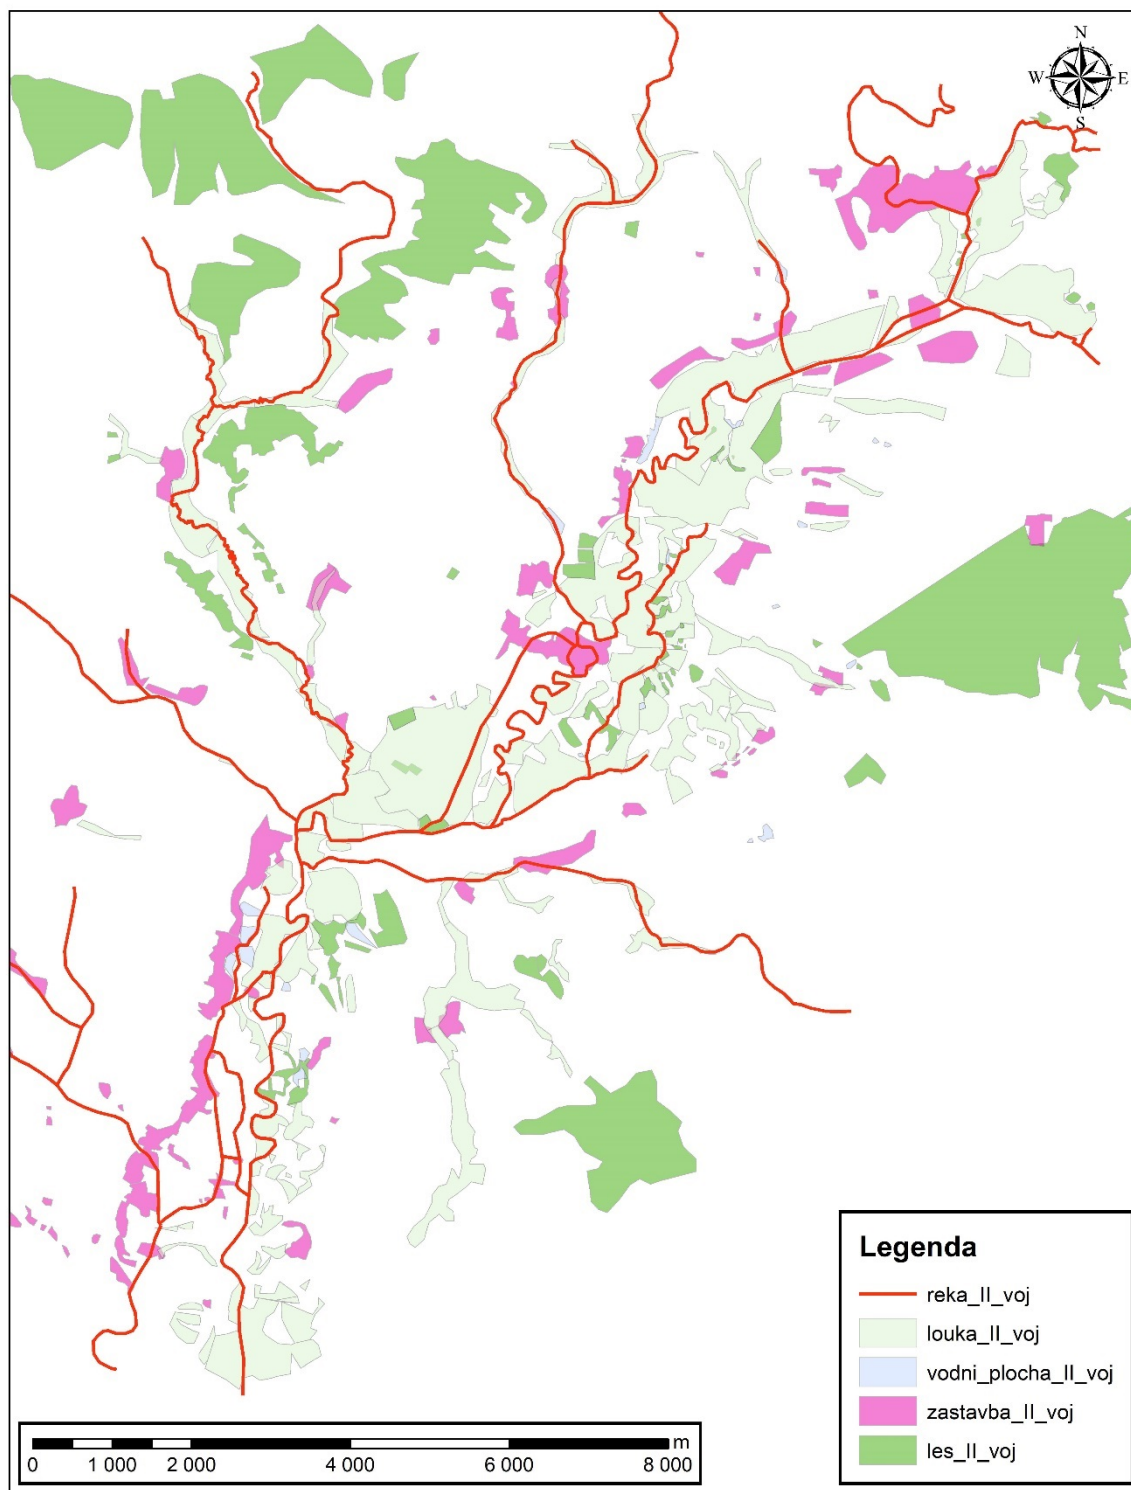 N
W E
S
Legenda
reka_II_voj
louka_II_voj
vodni_plocha_II_voj
zastavba_II_voj
les_II_voj
m
0 1 000 2 000 4 000 6 000 8 000